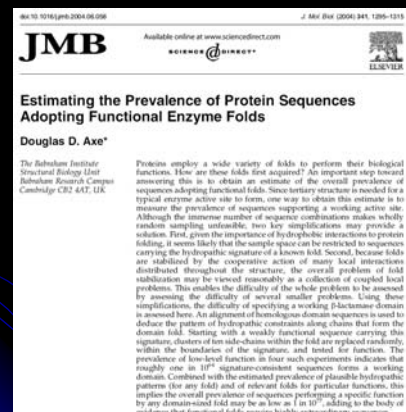 doi:10.1016/j.jmb.2004.06.058
J. Mol. Biol. (2004) 341, 1295–1315
JMB
Available online at www.sciencedirect.com
SCIENCE DIRECT®
ELSEVIER
Estimating the Prevalence of Protein Sequences
Adopting Functional Enzyme Folds
Douglas D. Axe*
The Babraham Institute
Structural Biology Unit
Babraham Research Campus
Cambridge CB2 4AT, UK
Proteins employ a wide variety of folds to perform their biological
functions. How are these folds first acquired? An important step toward
answering this is to obtain an estimate of the overall prevalence of
sequences adopting functional folds. Since tertiary structure is needed for a
typical enzyme active site to form, one way to obtain this estimate is to
measure the prevalence of sequences supporting a working active site.
Although the immense number of sequence combinations makes wholly
random sampling unfeasible, two key simplifications may provide a
solution. First, given the importance of hydrophobic interactions to protein
folding, it seems likely that the sample space can be restricted to sequences
carrying the hydropathic signature of a known fold. Second, because folds
are stabilized by the cooperative action of many local interactions
distributed throughout the structure, the overall problem of fold
stabilization may be viewed reasonably as a collection of coupled local
problems. This enables the difficulty of the whole problem to be assessed
by assessing the difficulty of several smaller problems. Using these
simplifications, the difficulty of specifying a working β-lactamase domain
is assessed here. An alignment of homologous domain sequences is used to
deduce the pattern of hydropathic constraints along chains that form the
domain fold. Starting with a weakly functional sequence carrying this
signature, clusters of ten side-chains within the fold are replaced randomly,
within the boundaries of the signature, and tested for function. The
prevalence of low-level function in four such experiments indicates that
roughly one in 10⁶⁴ signature-consistent sequences forms a working
domain. Combined with the estimated prevalence of plausible hydropathic
patterns (for any fold) and of relevant folds for particular functions, this
implies the overall prevalence of sequences performing a specific function
by any domain-sized fold may be as low as 1 in 10⁷⁷, adding to the body of